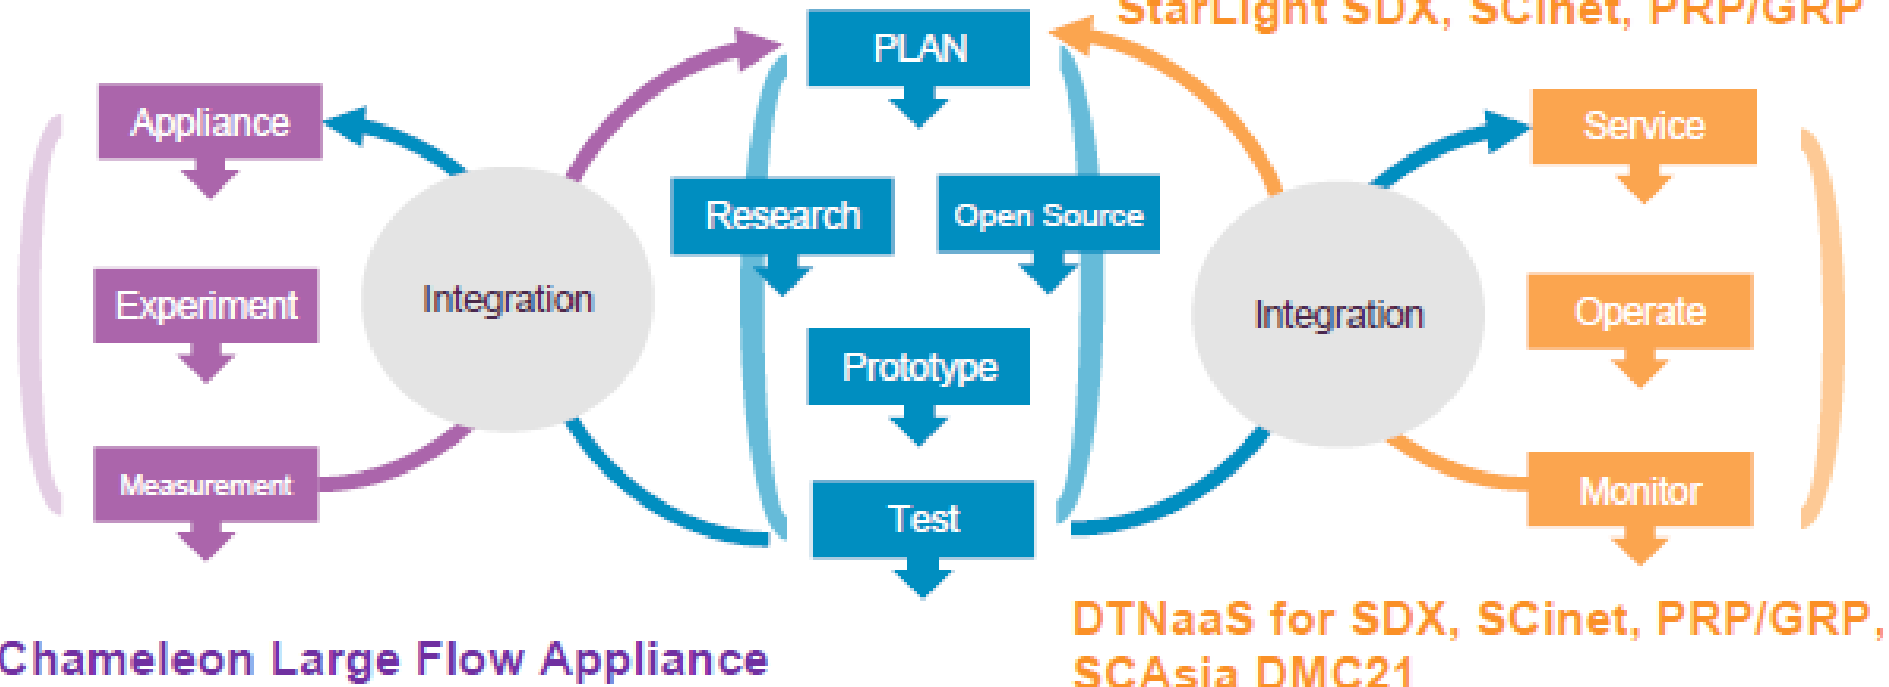 StarLight SDX, SCinet, PRP/GRP
PLAN
Appliance
Service
Research
Open Source
Experiment
Integration
Integration
Operate
Prototype
Measurement
Test
Monitor
DTNaaS for SDX, SCinet, PRP/GRP,
SCAsia DMC21
Chameleon Large Flow Appliance